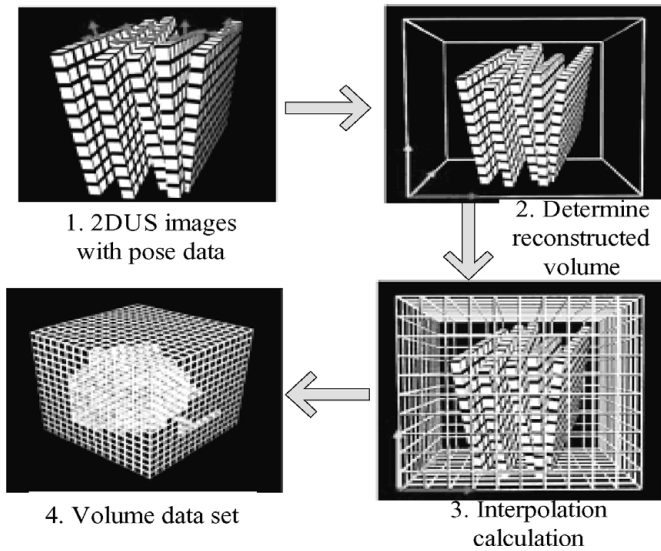 1. 2DUS images
with pose data
2. Determine
reconstructed
volume
3. Interpolation
calculation
4. Volume data set